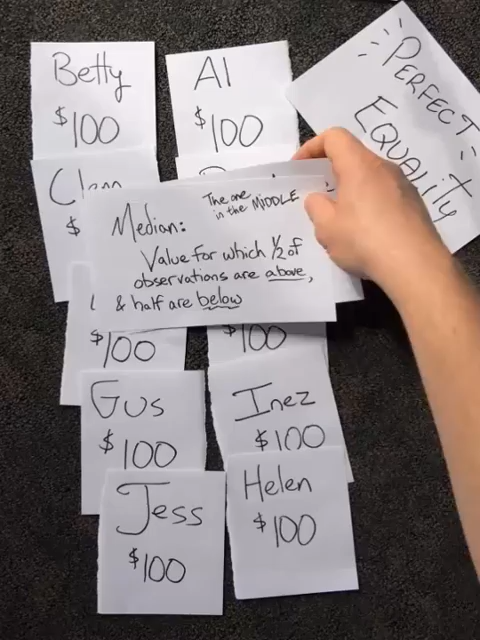 Betty
$100
Al
$100
PERFECT
EQUALITY
$
Median:
The one
in the MIDDLE
Value for which 1/2 of
observations are above,
& half are below
$100
$100
Gus
$100
Inez
$100
Jess
$100
Helen
$100